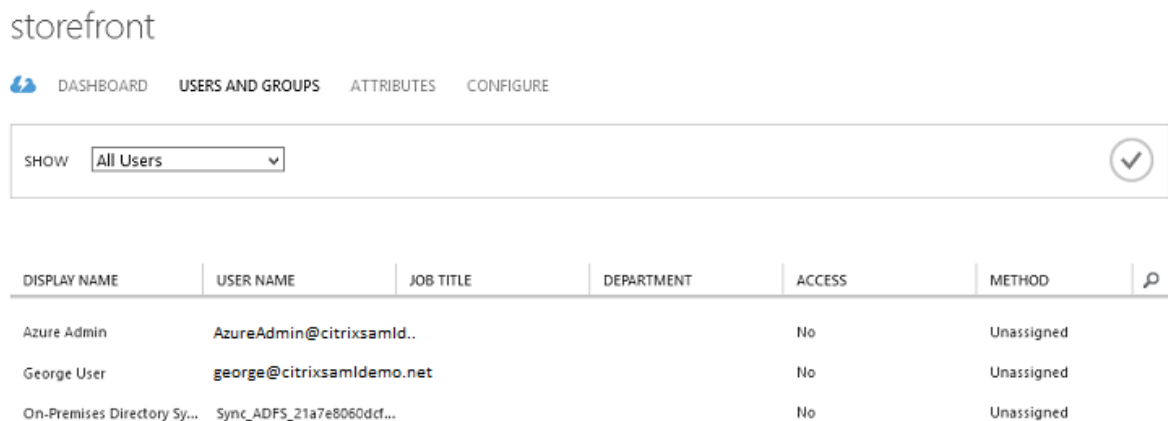 storefront
DASHBOARD USERS AND GROUPS ATTRIBUTES CONFIGURE
SHOW All Users
DISPLAY NAME USER NAME JOB TITLE DEPARTMENT ACCESS METHOD
Azure Admin AzureAdmin@citrixsamld.. No Unassigned
George User george@citrixsamldemo.net No Unassigned
On-Premises Directory Sy... Sync_ADFS_21a7e8060dcf... No Unassigned